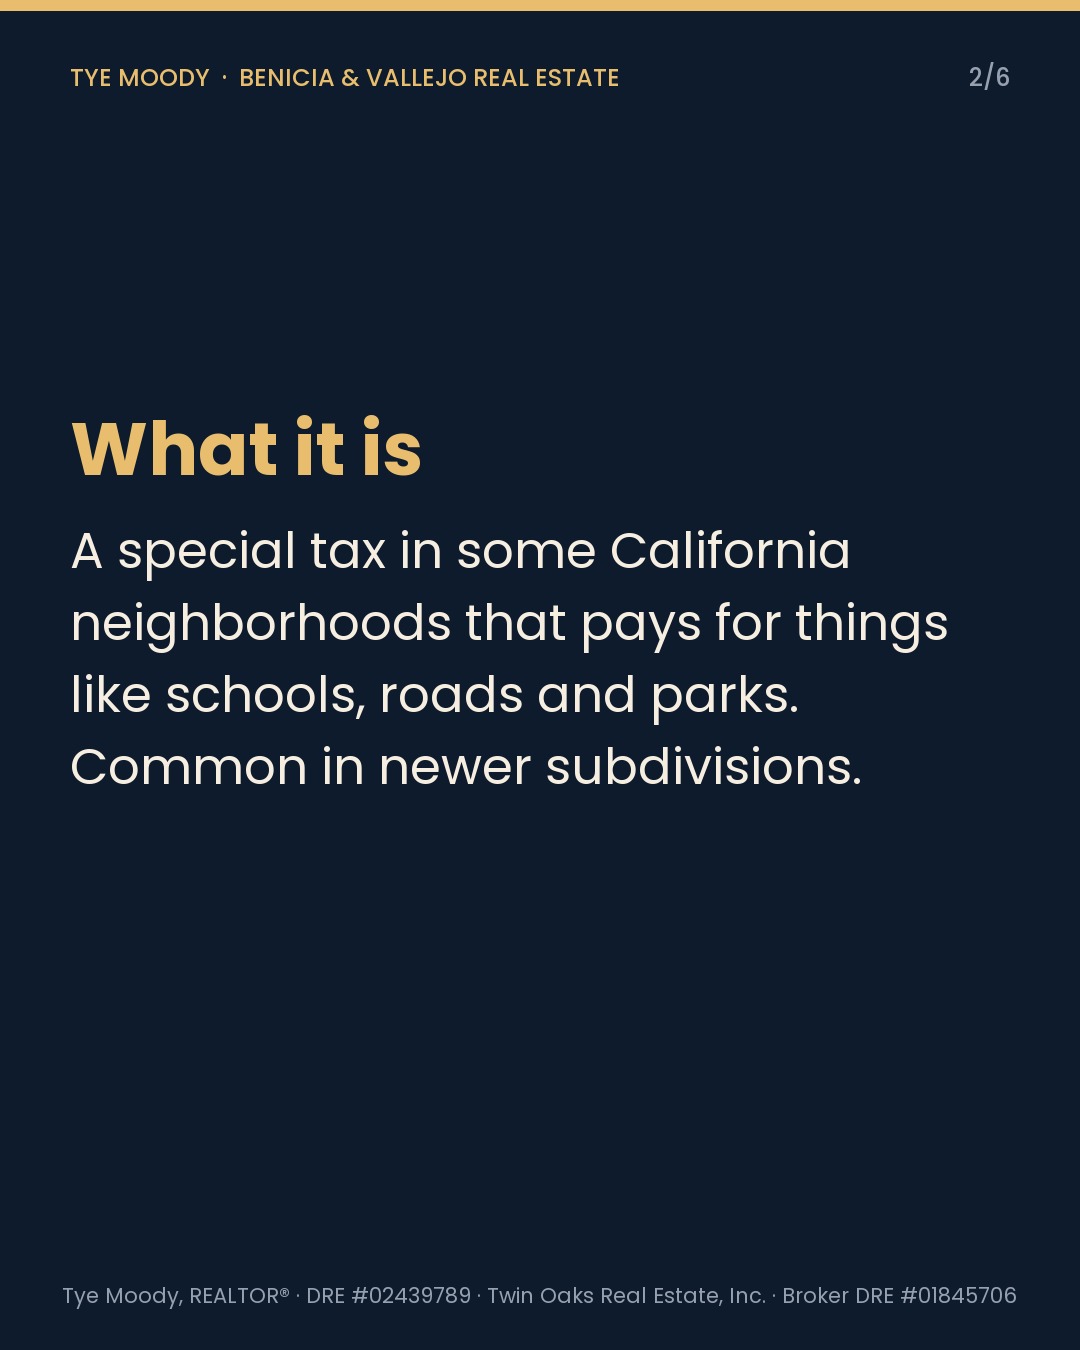 TYE MOODY · BENICIA & VALLEJO REAL ESTATE
2/6
What it is
A special tax in some California
neighborhoods that pays for things
like schools, roads and parks.
Common in newer subdivisions.
Tye Moody, REALTOR® · DRE #02439789 · Twin Oaks Real Estate, Inc. · Broker DRE #01845706